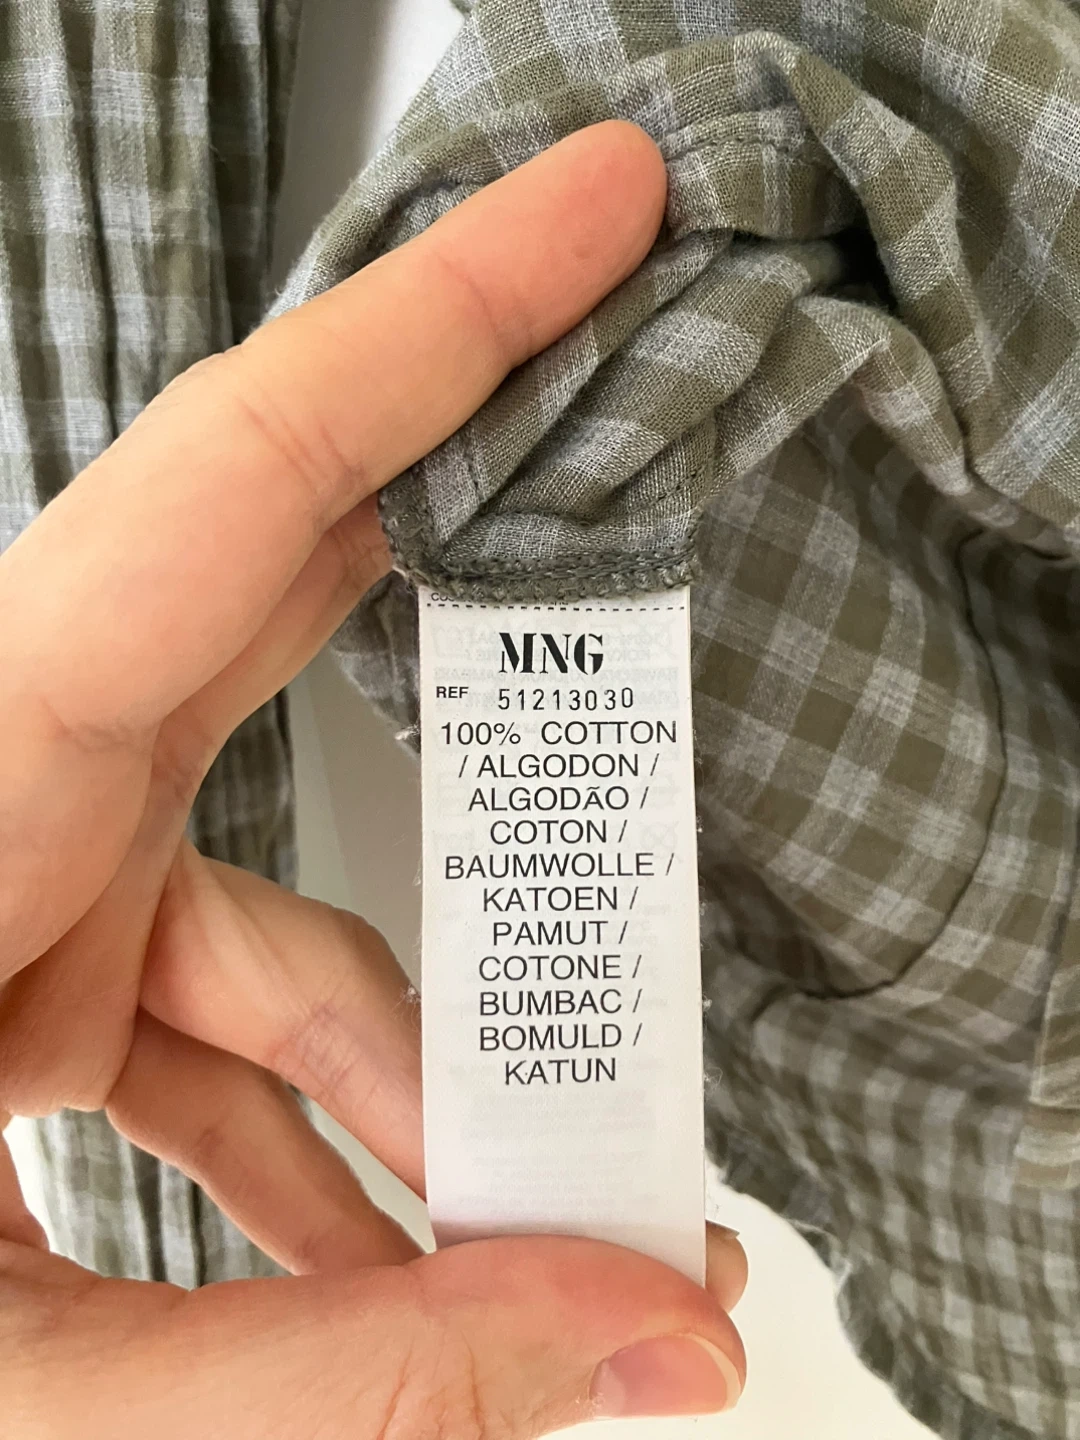 MNG
REF 51213030
100% COTTON
/ ALGODON /
ALGODÃO /
COTON /
BAUMWOLLE /
KATOEN /
PAMUT /
COTONE /
BUMBAC /
BOMULD /
KATUN